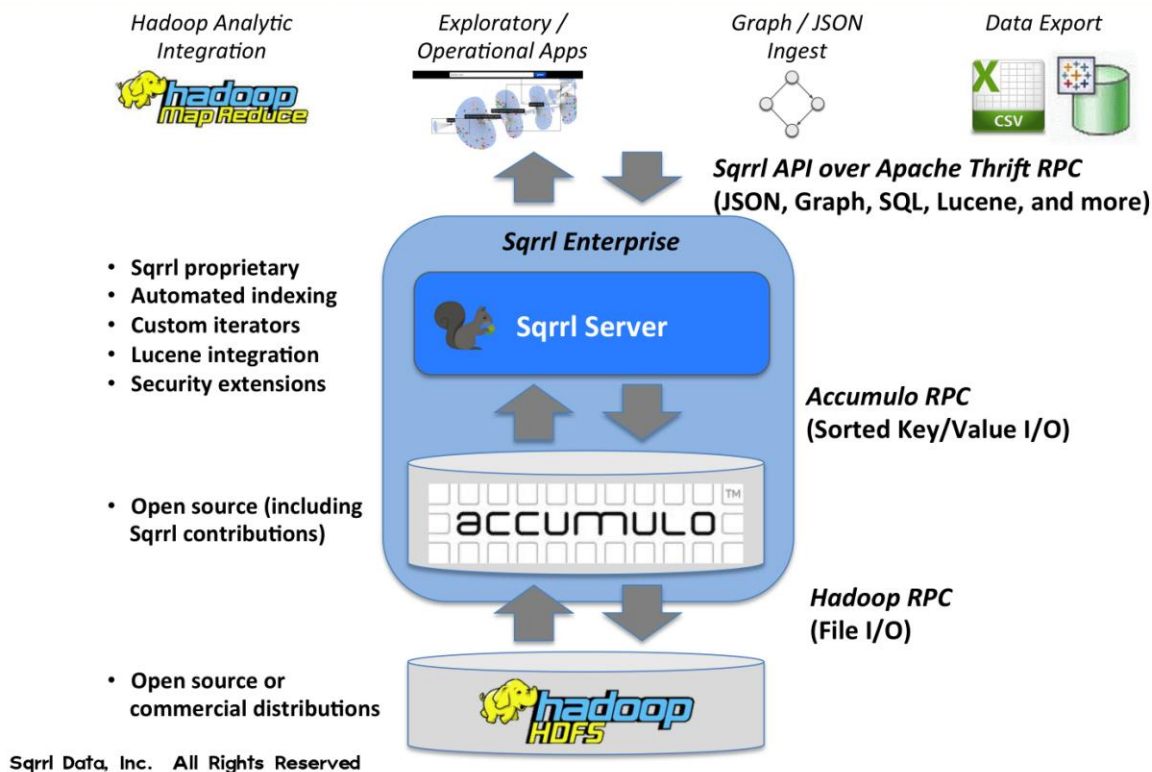 Hadoop Analytic
Integration
hadoop
Map Reduce
Exploratory /
Operational Apps
Graph / JSON
Ingest
Data Export
X
CSV
Sqrrl API over Apache Thrift RPC
(JSON, Graph, SQL, Lucene, and more)
Sqrrl Enterprise
• Sqrrl proprietary
• Automated indexing
• Custom iterators
• Lucene integration
• Security extensions
Sqrrl Server
Accumulo RPC
(Sorted Key/Value I/O)
• Open source (including
Sqrrl contributions)
accumulo TM
Hadoop RPC
(File I/O)
• Open source or
commercial distributions
hadoop
HDFS
Sqrrl Data, Inc. All Rights Reserved